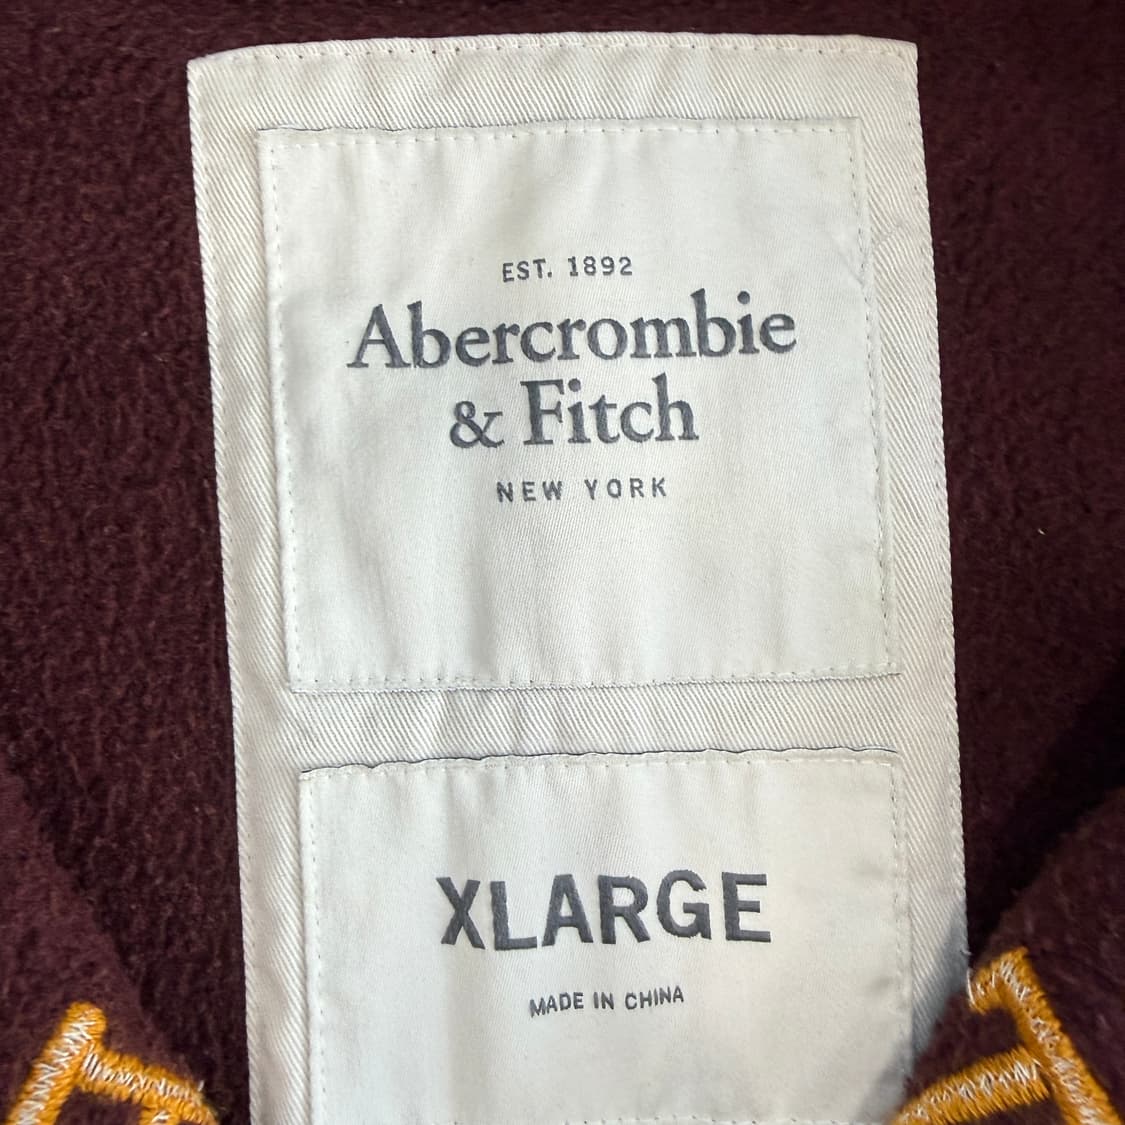 EST. 1892
Abercrombie
& Fitch
NEW YORK
XLARGE
MADE IN CHINA